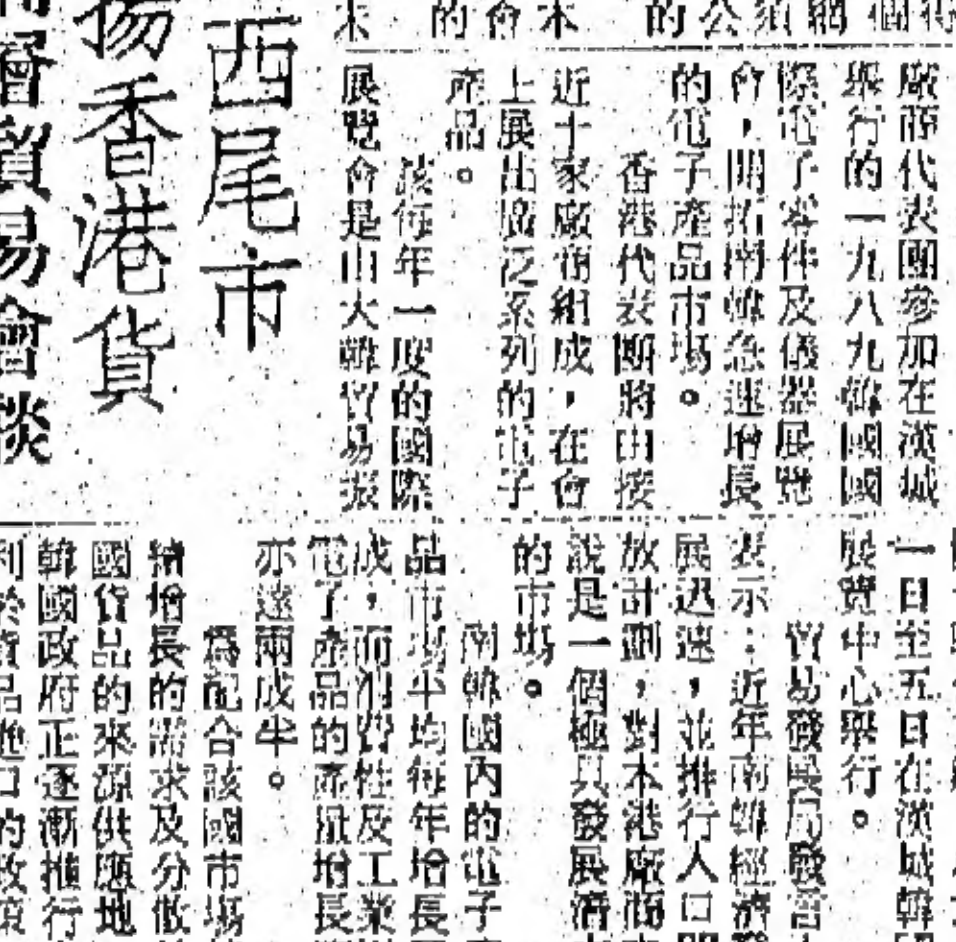 廠商代表團參加在漢城
舉行的一九八九韓國國
際電子零件及儀器展覽
會，開拓南韓急速增長
的電子產品市場。
香港代表團將由接
近十家廠商組成，在會
上展出廣泛系列的電子
產品。
該每年一度的國際
展覽會是由大韓貿易振
西尾市
揚香港貨
貿易會談
一日至五日在漢城韓國
展覽中心舉行。
貿易發展局發言
表示：近年南韓經濟發
展迅速，並推行入口開
放計劃，對本港廠商來
說是一個極具發展潛
的市場。
南韓國內的電子產
品市場平均每年增長
成，而消費性及工業
電子產品的產量增長
亦達兩成半。
為配合該國市場
續增長的需求及分散
國貨品的來源供應地
韓國政府正逐漸推行
利於貨品進口的政策